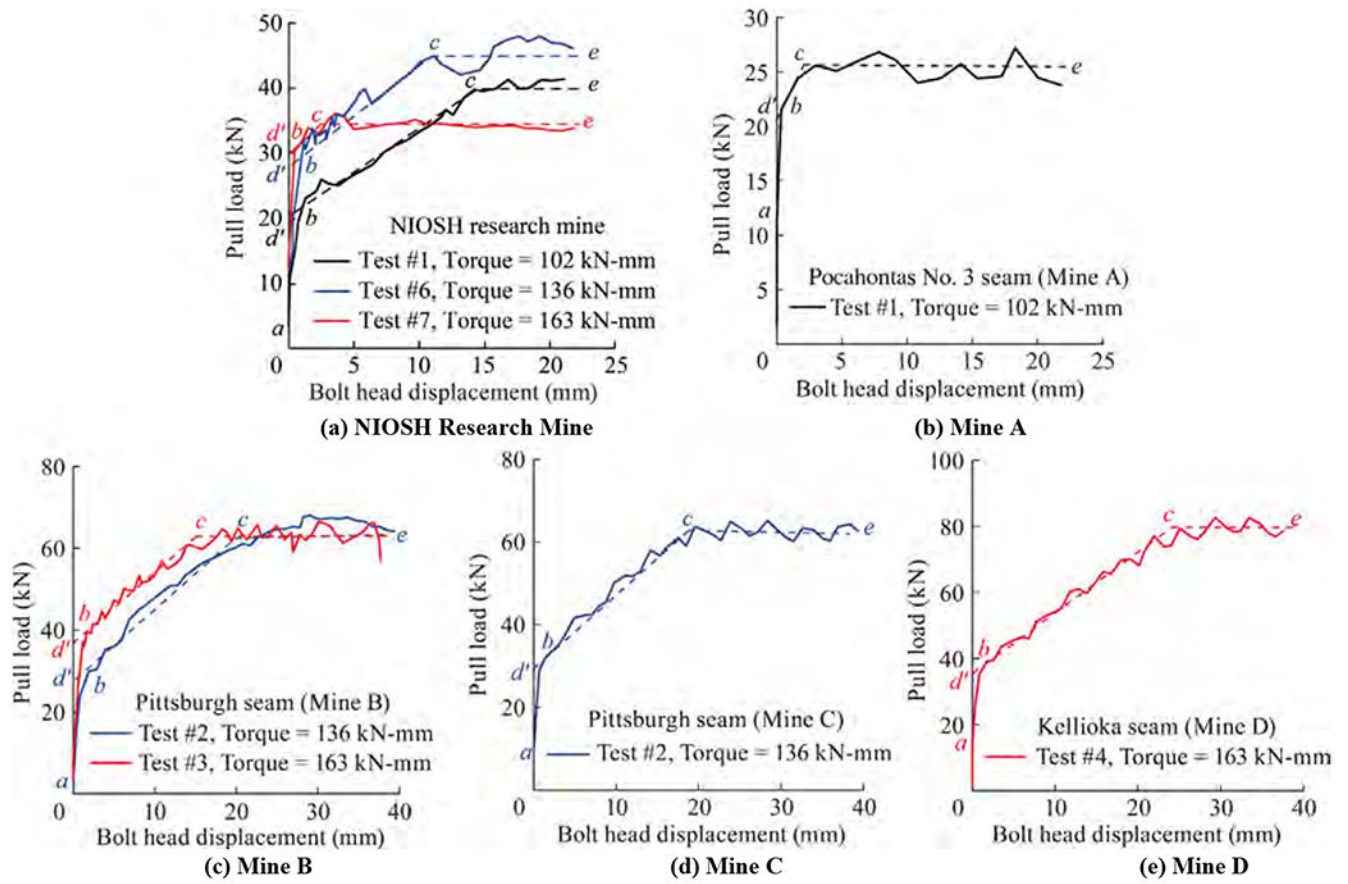 50
40
30
20
10
0
Pull load (kN)
d'
b
c
c
c
e
e
e
d'
b
d'
b
a
NIOSH research mine
Test #1, Torque = 102 kN-mm
Test #6, Torque = 136 kN-mm
Test #7, Torque = 163 kN-mm
5 10 15 20 25
Bolt head displacement (mm)
(a) NIOSH Research Mine
30
25
20
15
10
5
0
Pull load (kN)
c
e
d'
b
a
Pocahontas No. 3 seam (Mine A)
Test #1, Torque = 102 kN-mm
5 10 15 20 25
Bolt head displacement (mm)
(b) Mine A
80
60
40
20
Pull load (kN)
c
c
e
b
d'
d'
b
a
Pittsburgh seam (Mine B)
Test #2, Torque = 136 kN-mm
Test #3, Torque = 163 kN-mm
0 10 20 30 40
Bolt head displacement (mm)
(c) Mine B
80
60
40
20
Pull load (kN)
c
e
b
d'
a
Pittsburgh seam (Mine C)
Test #2, Torque = 136 kN-mm
0 10 20 30 40
Bolt head displacement (mm)
(d) Mine C
100
80
60
40
20
Pull load (kN)
c
e
b
d'
a
Kellioka seam (Mine D)
Test #4, Torque = 163 kN-mm
0 10 20 30 40
Bolt head displacement (mm)
(e) Mine D